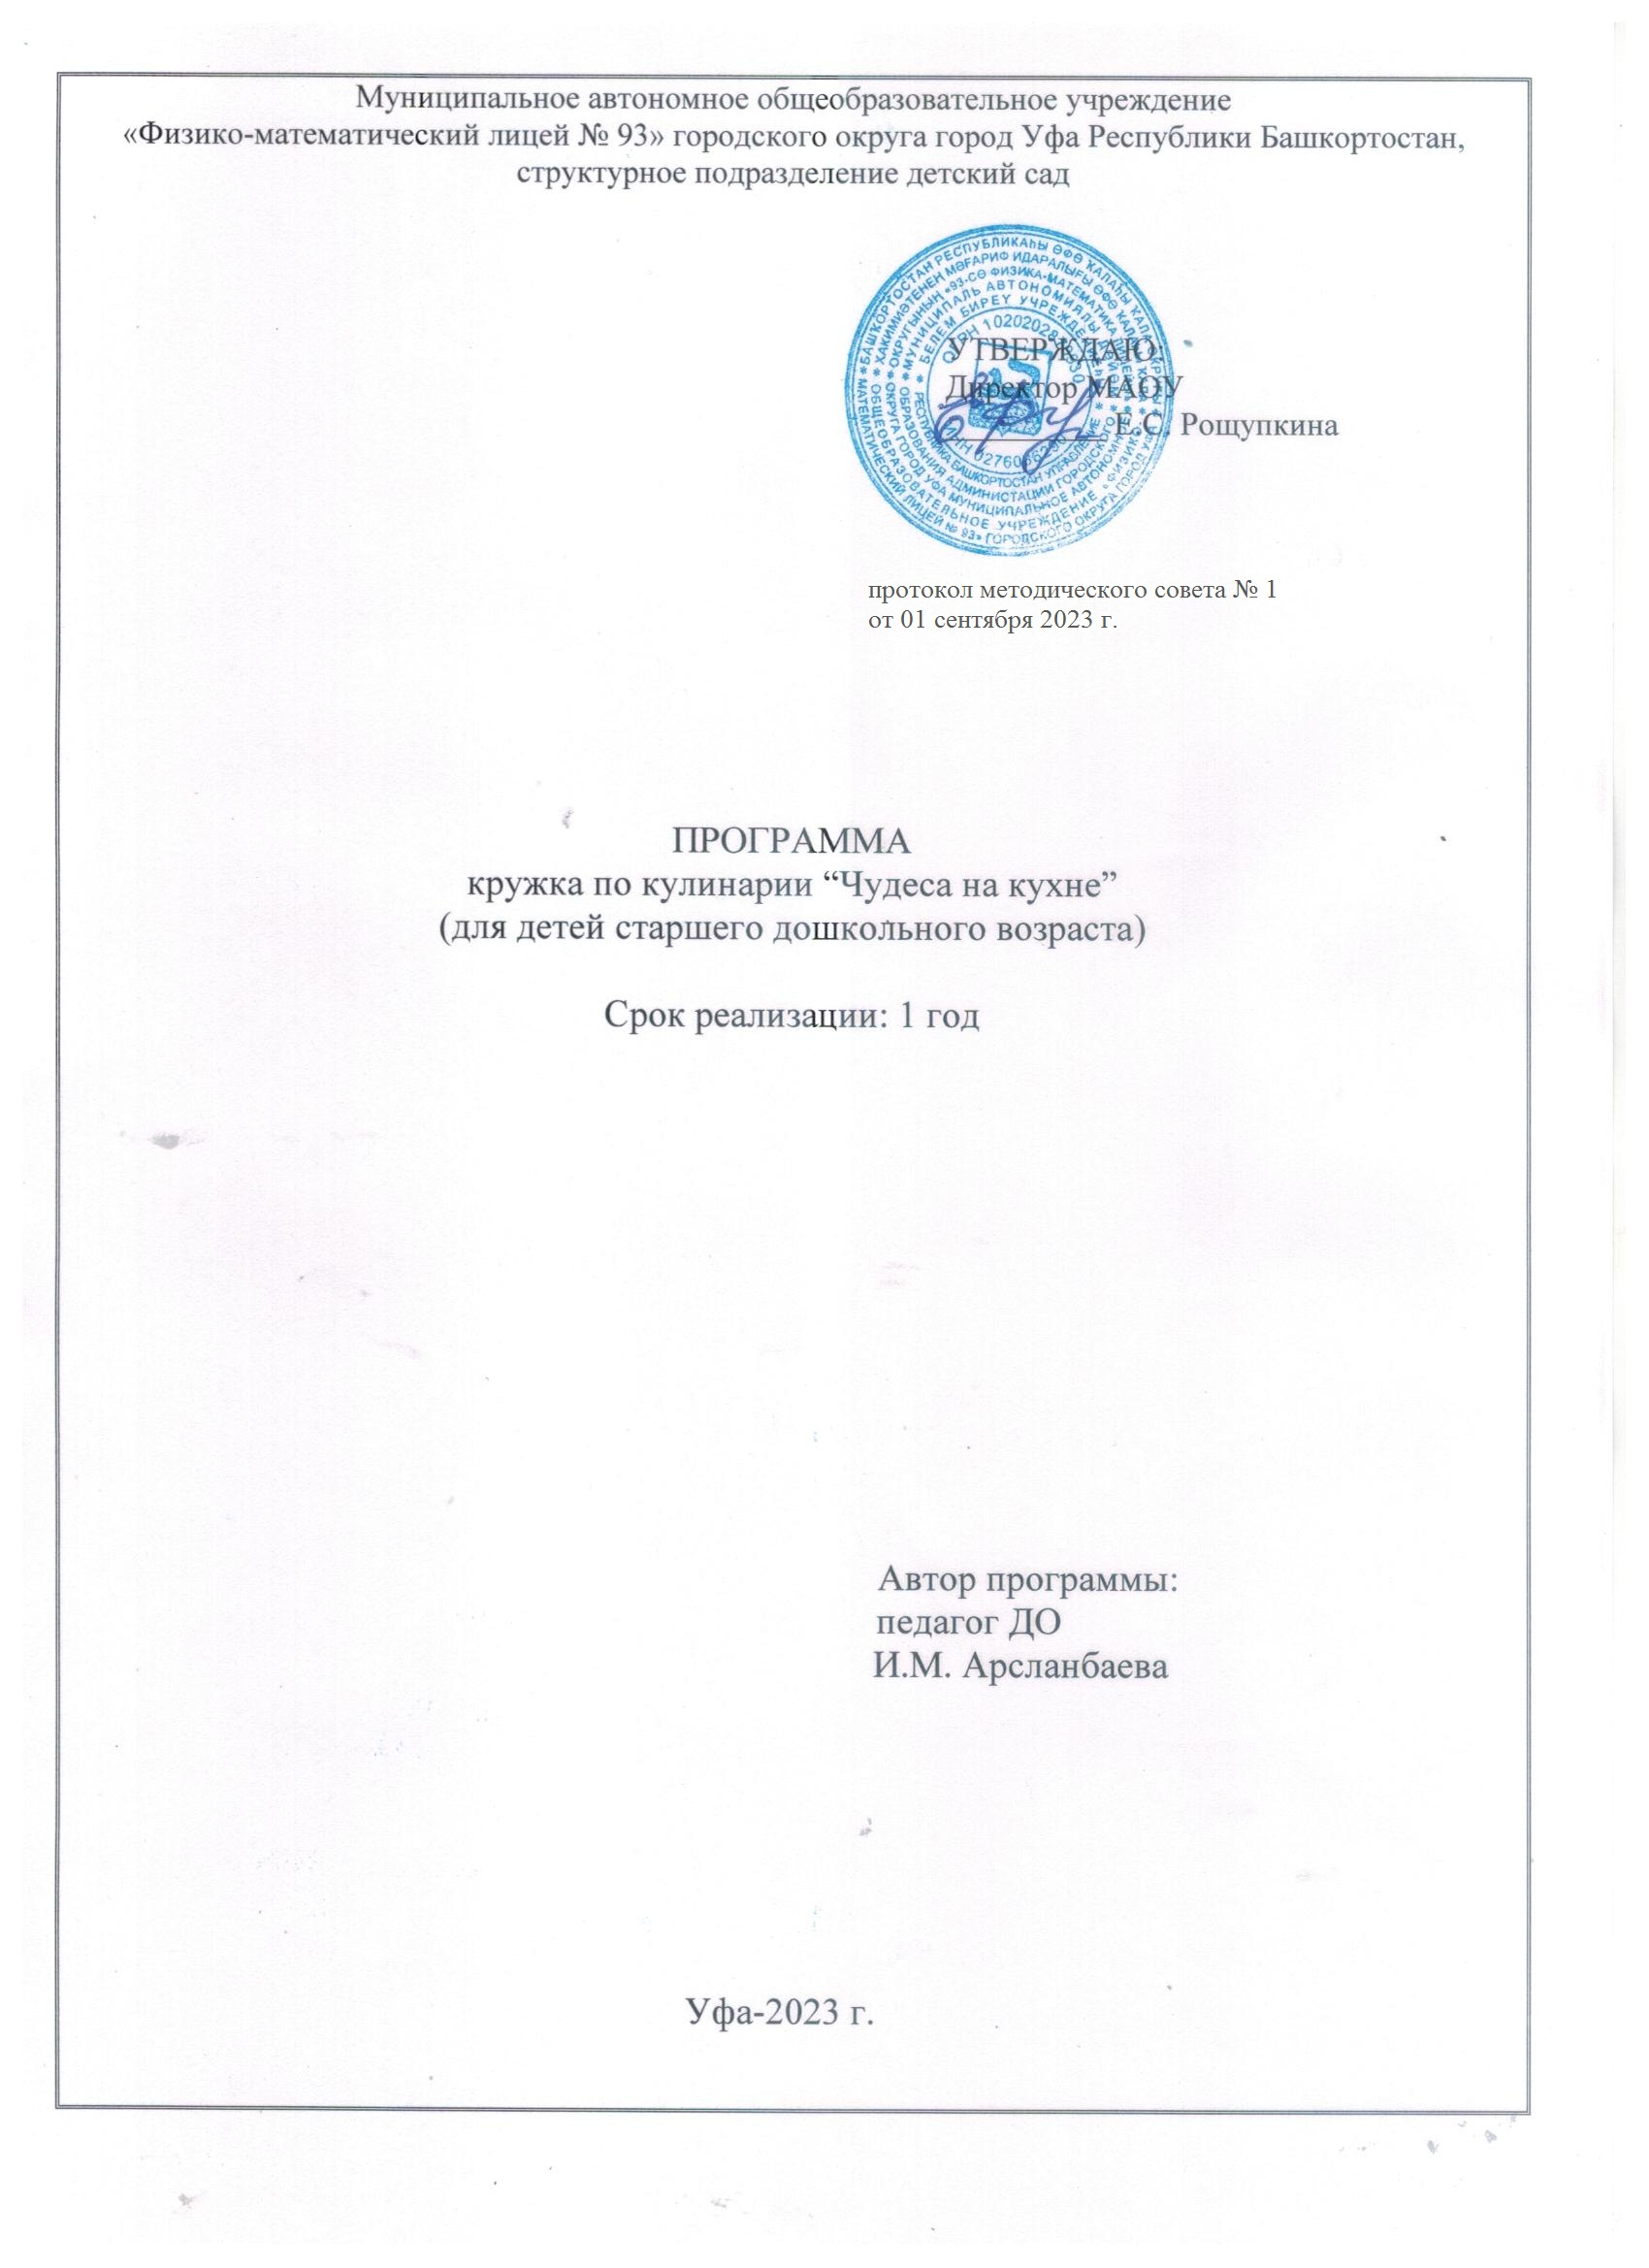 Муниципальное автономное общеобразовательное учреждение
«Физико-математический лицей № 93» городского округа город Уфа Республики Башкортостан,
структурное подразделение детский сад
УТВЕРЖДАЮ:
Директор МАОУ
Е.С. Рощупкина
протокол методического совета № 1
от 01 сентября 2023 г.
ПРОГРАММА
кружка по кулинарии “Чудеса на кухне”
(для детей старшего дошкольного возраста)
Срок реализации: 1 год
Автор программы:
педагог ДО
И.М. Арсланбаева
Уфа-2023 г.